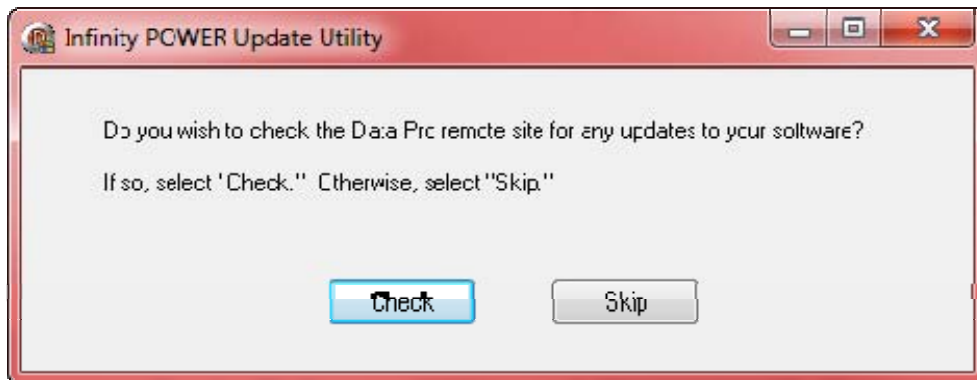 Infinity POWER Update Utility
Do you wish to check the Data Pro remote site for any updates to your software?
If so, select "Check." Otherwise, select "Skip."
Check
Skip